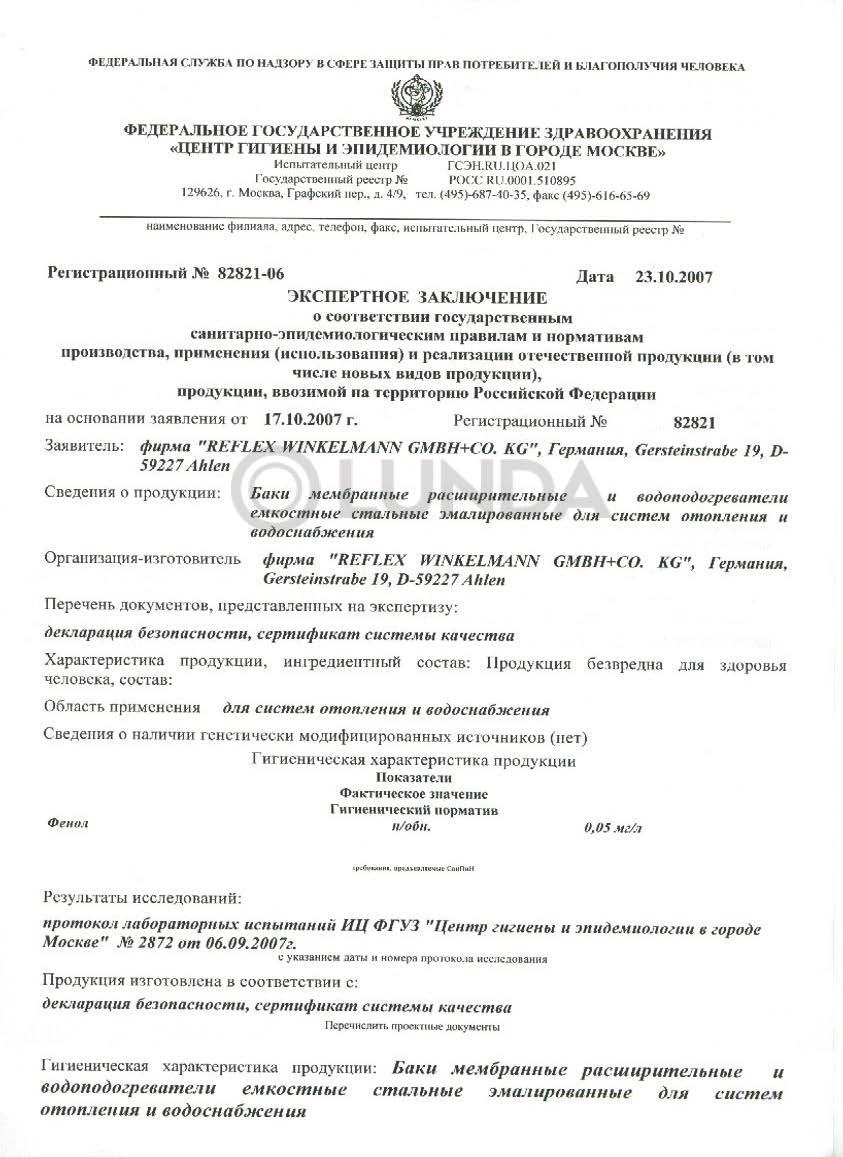 ФЕДЕРАЛЬНАЯ СЛУЖБА ПО НАДЗОРУ В СФЕРЕ ЗАЩИТЫ ПРАВ ПОТРЕБИТЕЛЕЙ И БЛАГОПОЛУЧИЯ ЧЕЛОВЕКА
ФЕДЕРАЛЬНОЕ ГОСУДАРСТВЕННОЕ УЧРЕЖДЕНИЕ ЗДРАВООХРАНЕНИЯ
«ЦЕНТР ГИГИЕНЫ И ЭПИДЕМИОЛОГИИ В ГОРОДЕ МОСКВЕ»
Испытательный центр ГСЭН.RU.ЦОА.021
Государственный реестр № РОСС RU.0001.510895
129626, г. Москва, Графский пер., д. 4/9, тел. (495)-687-40-35, факс (495)-616-65-69
наименование филиала, адрес, телефон, факс, испытательный центр, Государственный реестр №
Регистрационный № 82821-06 Дата 23.10.2007
ЭКСПЕРТНОЕ ЗАКЛЮЧЕНИЕ
о соответствии государственным
санитарно-эпидемиологическим правилам и нормативам
производства, применения (использования) и реализации отечественной продукции (в том
числе новых видов продукции),
продукции, ввозимой на территорию Российской Федерации
на основании заявления от 17.10.2007 г. Регистрационный № 82821
Заявитель: фирма "REFLEX WINKELMANN GMBH+CO. KG", Германия, Gersteinstrabe 19, D-
59227 Ahlen
LUNDA
Сведения о продукции: Баки мембранные расширительные и водоподогреватели
емкостные стальные эмалированные для систем отопления и
водоснабжения
Организация-изготовитель фирма "REFLEX WINKELMANN GMBH+CO. KG", Германия,
Gersteinstrabe 19, D-59227 Ahlen
Перечень документов, представленных на экспертизу:
декларация безопасности, сертификат системы качества
Характеристика продукции, ингредиентный состав: Продукция безвредна для здоровья
человека, состав:
Область применения для систем отопления и водоснабжения
Сведения о наличии генетически модифицированных источников (нет)
Гигиеническая характеристика продукции
Показатели
Фактическое значение
Гигиенический норматив
Фенол н/обн. 0,05 мг/л
требования, предъявляемые СанПиН
Результаты исследований:
протокол лабораторных испытаний ИЦ ФГУЗ "Центр гигиены и эпидемиологии в городе
Москве" № 2872 от 06.09.2007г.
с указанием даты и номера протокола исследования
Продукция изготовлена в соответствии с:
декларация безопасности, сертификат системы качества
Перечислить проектные документы
Гигиеническая характеристика продукции: Баки мембранные расширительные и
водоподогреватели емкостные стальные эмалированные для систем
отопления и водоснабжения